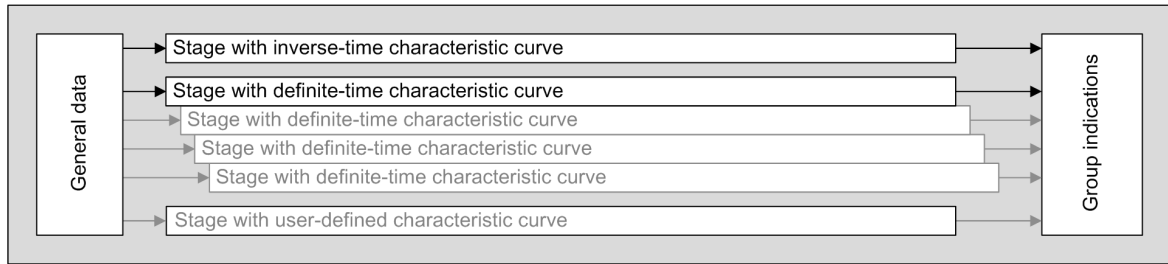 General data
Stage with inverse-time characteristic curve
Stage with definite-time characteristic curve
Stage with definite-time characteristic curve
Stage with definite-time characteristic curve
Stage with definite-time characteristic curve
Stage with user-defined characteristic curve
Group indications